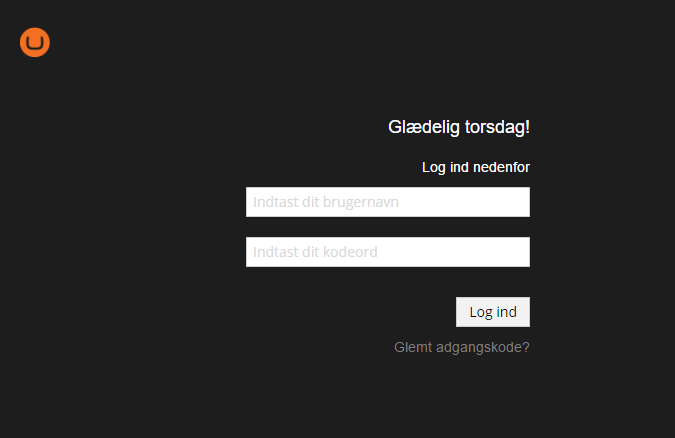 Glædelig torsdag!
Log ind nedenfor
Indtast dit brugernavn
Indtast dit kodeord
Log ind
Glemt adgangskode?